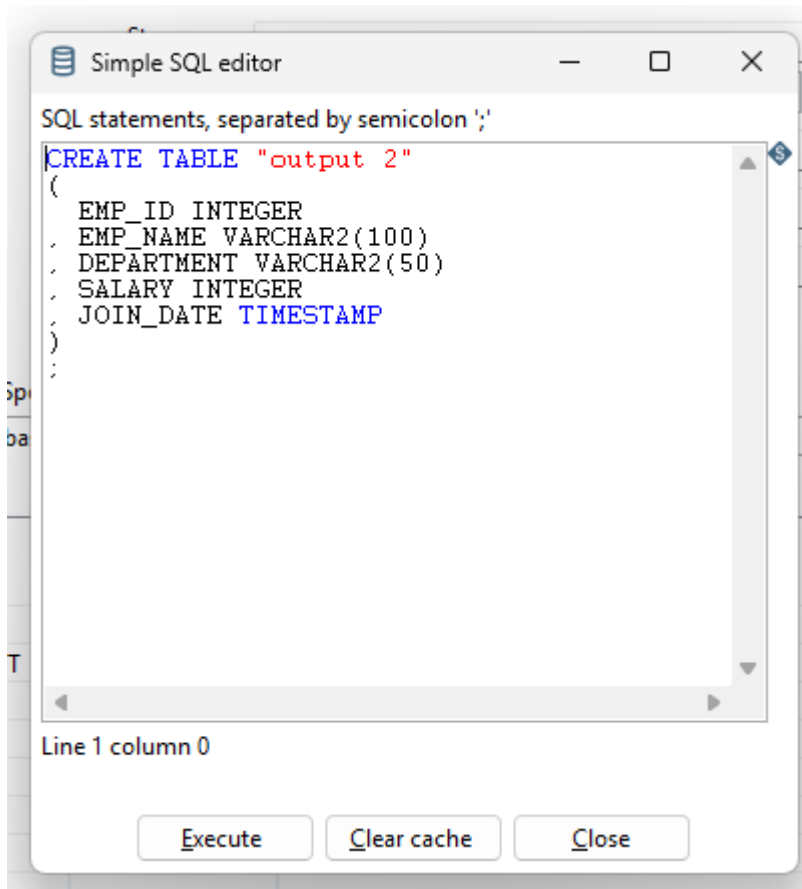 Simple SQL editor
SQL statements, separated by semicolon ';'
CREATE TABLE "output 2"
(
  EMP_ID INTEGER
, EMP_NAME VARCHAR2(100)
, DEPARTMENT VARCHAR2(50)
, SALARY INTEGER
, JOIN_DATE TIMESTAMP
)
;
Line 1 column 0
Execute
Clear cache
Close